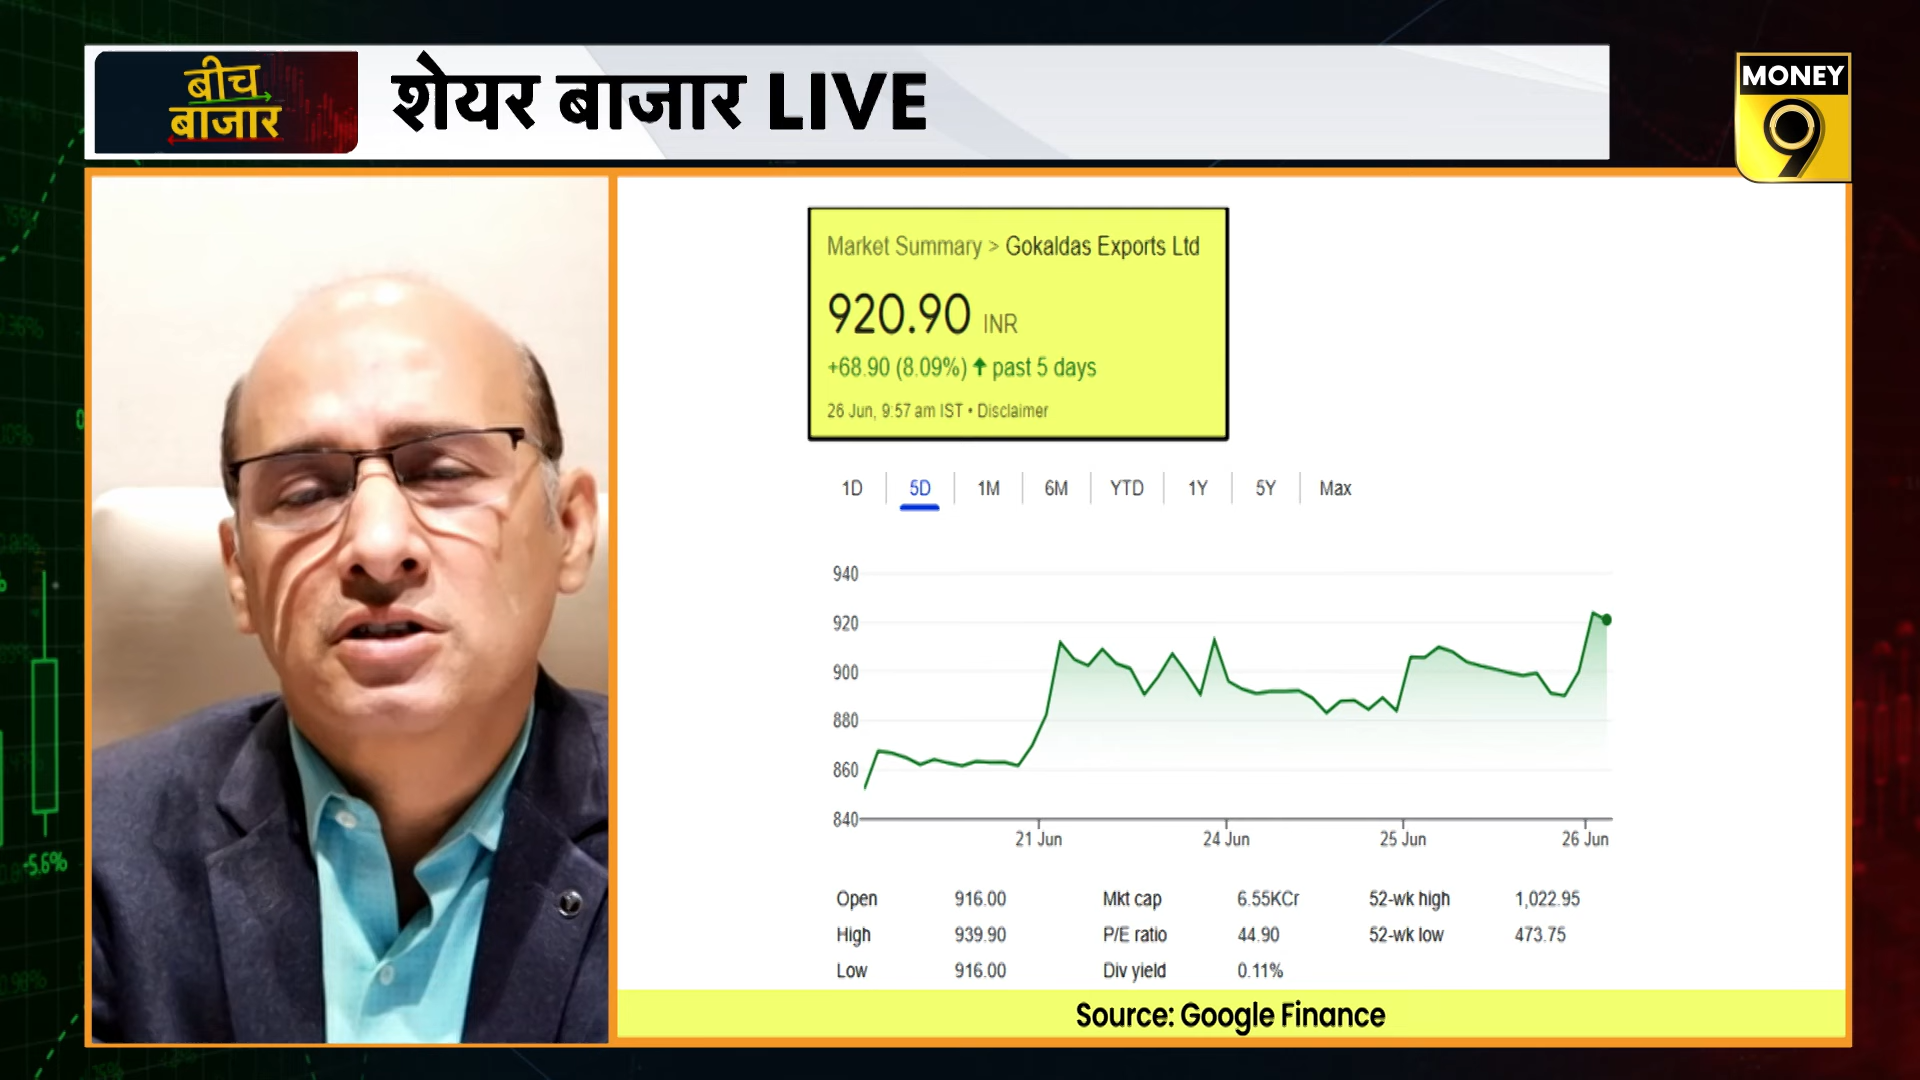 बीच
बाजार
शेयर बाजार LIVE
MONEY
9
Market Summary > Gokaldas Exports Ltd
920.90 INR
+68.90 (8.09%) ↑ past 5 days
26 Jun, 9:57 am IST • Disclaimer
1D 5D 1M 6M YTD 1Y 5Y Max
940
920
900
880
860
840
21 Jun 24 Jun 25 Jun 26 Jun
Open 916.00 Mkt cap 6.55KCr 52-wk high 1,022.95
High 939.90 P/E ratio 44.90 52-wk low 473.75
Low 916.00 Div yield 0.11%
Source: Google Finance
-5.6%